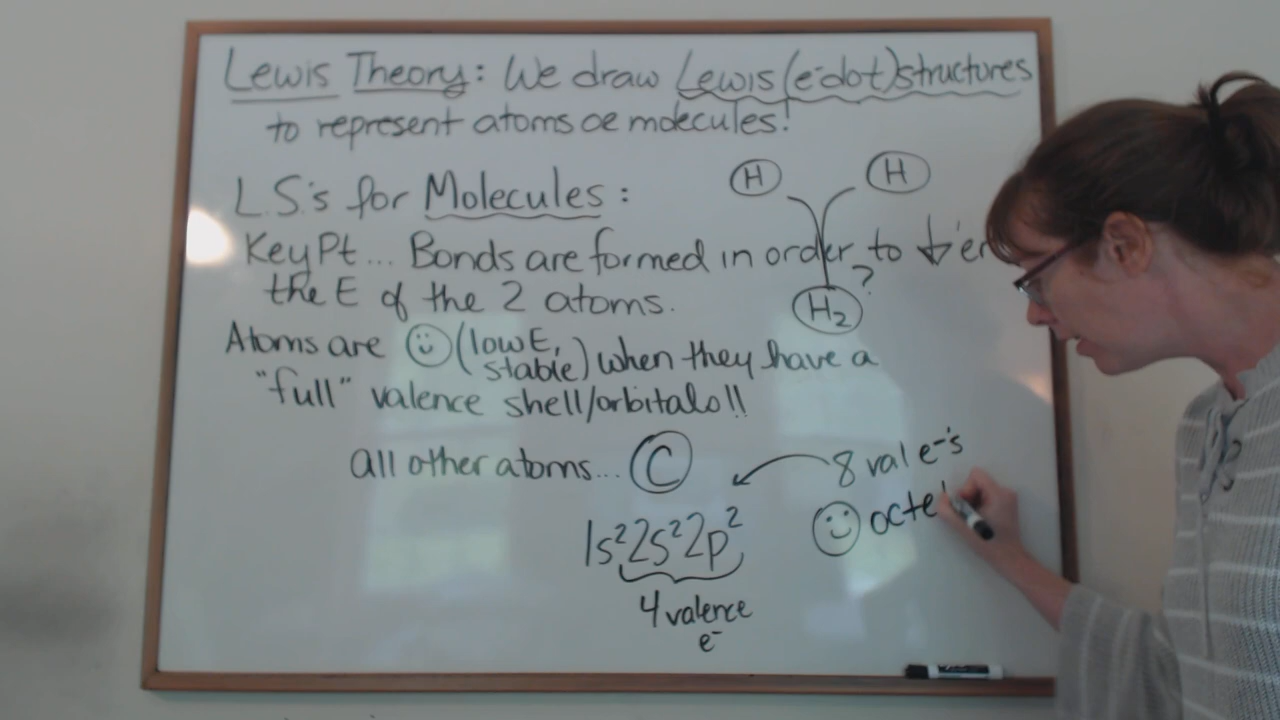 Lewis Theory: We draw Lewis (e⁻dot) structures
to represent atoms or molecules!
L.S.'s for Molecules:
H H
Key Pt... Bonds are formed in order to ↓'er
the E of the 2 atoms.
?
H₂
Atoms are ☺ (low E, stable) when they have a
"full" valence shell/orbitals!!
all other atoms... C
8 val e⁻'s
☺ octet
1s²2s²2p²
4 valence
e⁻